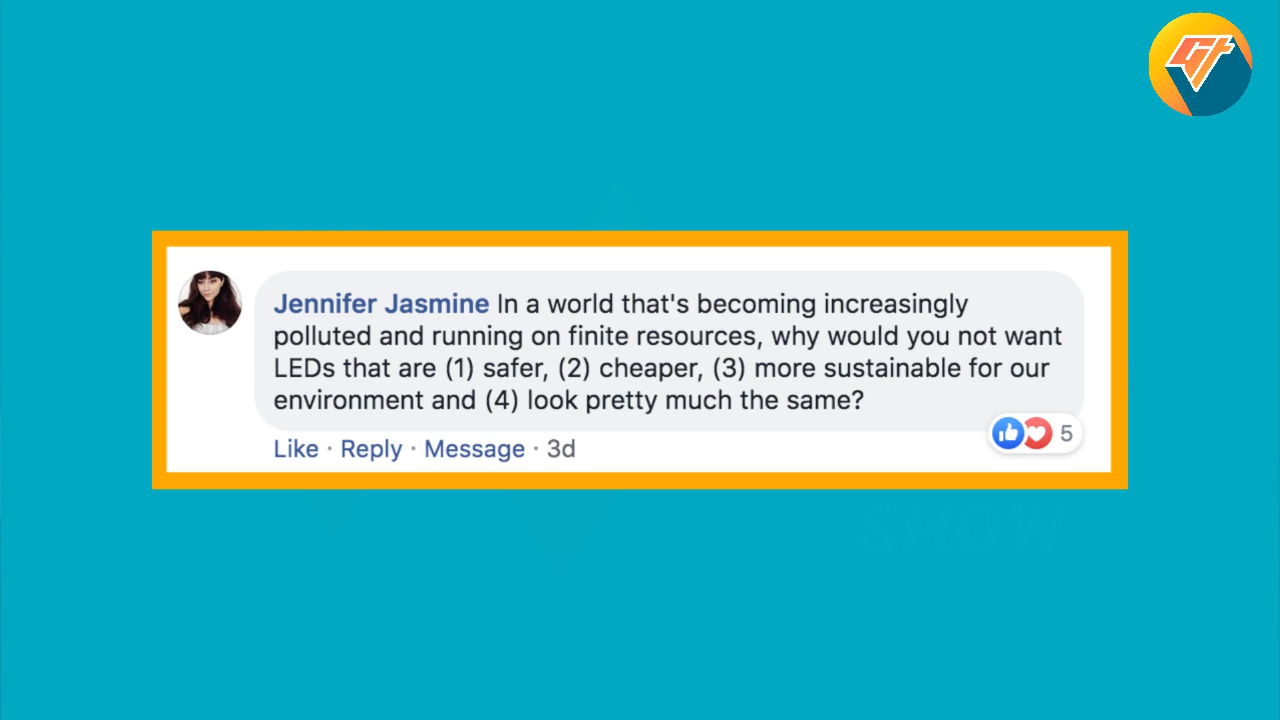 Jennifer Jasmine In a world that's becoming increasingly
polluted and running on finite resources, why would you not want
LEDs that are (1) safer, (2) cheaper, (3) more sustainable for our
environment and (4) look pretty much the same?
Like · Reply · Message · 3d
5
SHOW